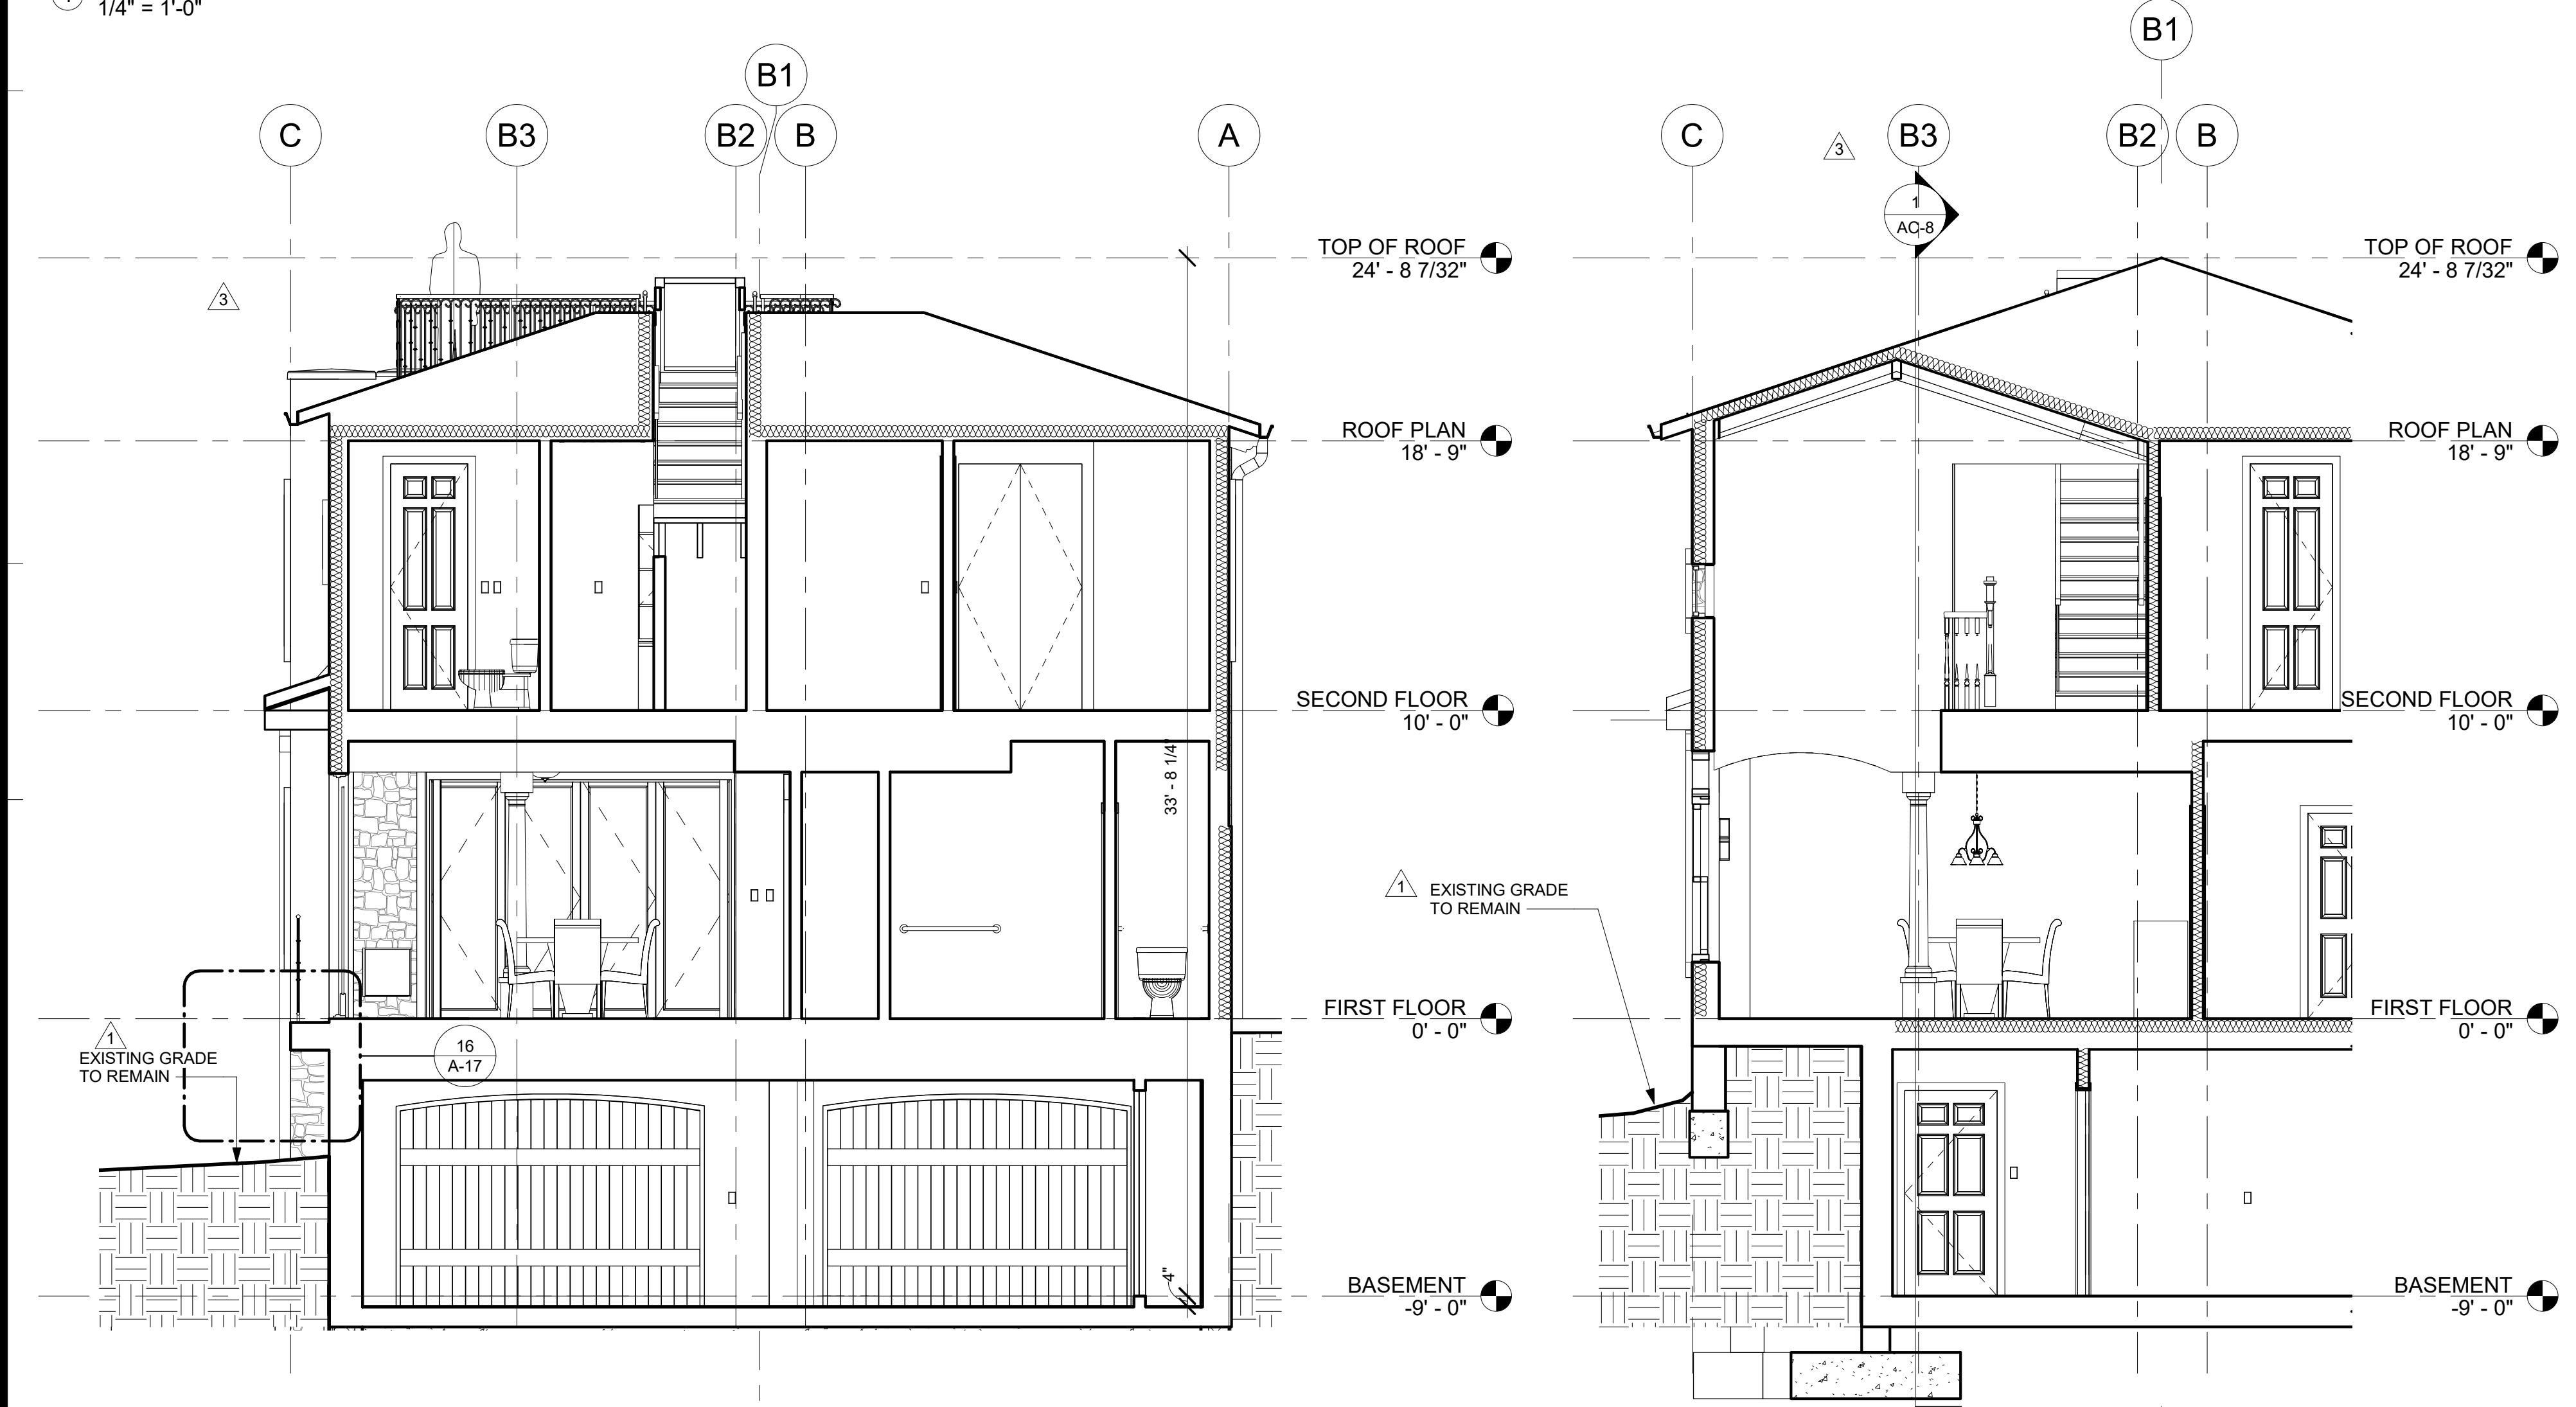 1/4" = 1'-0"
B1
C
B3
B2
B
A
3
TOP OF ROOF
24' - 8 7/32"
ROOF PLAN
18' - 9"
SECOND FLOOR
10' - 0"
33' - 8 1/4"
FIRST FLOOR
0' - 0"
1
EXISTING GRADE
TO REMAIN
16
A-17
4"
BASEMENT
-9' - 0"
B1
C
3
B3
B2
B
1
AC-8
TOP OF ROOF
24' - 8 7/32"
ROOF PLAN
18' - 9"
SECOND FLOOR
10' - 0"
1
EXISTING GRADE
TO REMAIN
FIRST FLOOR
0' - 0"
BASEMENT
-9' - 0"